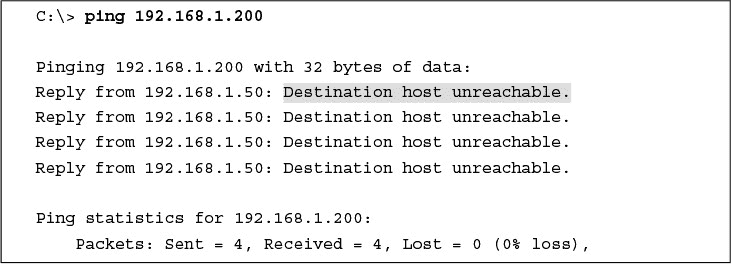 C:\> ping 192.168.1.200
Pinging 192.168.1.200 with 32 bytes of data:
Reply from 192.168.1.50: Destination host unreachable.
Reply from 192.168.1.50: Destination host unreachable.
Reply from 192.168.1.50: Destination host unreachable.
Reply from 192.168.1.50: Destination host unreachable.
Ping statistics for 192.168.1.200:
Packets: Sent = 4, Received = 4, Lost = 0 (0% loss),